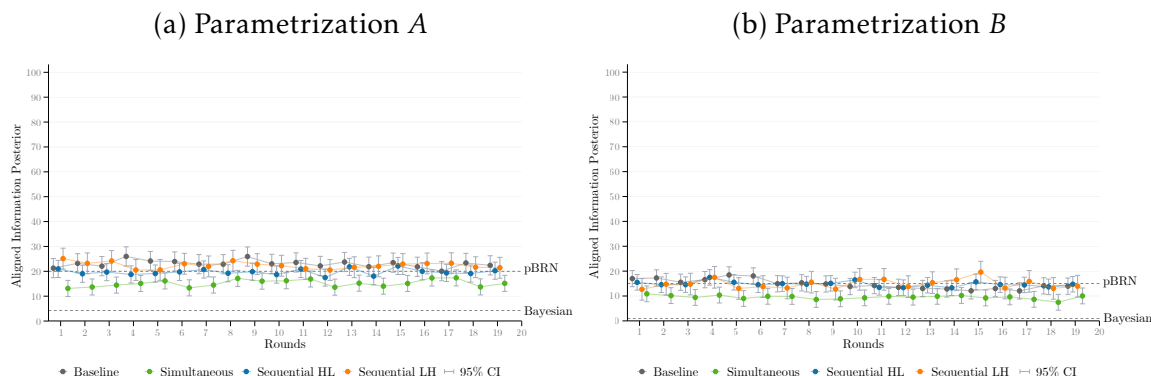 (a) Parametrization A
(b) Parametrization B
Aligned Information Posterior
100
90
80
70
60
50
40
30
20
10
0
pBRN
Bayesian
1 2 3 4 5 6 7 8 9 10 11 12 13 14 15 16 17 18 19 20
Rounds
Baseline Simultaneous Sequential HL Sequential LH 95% CI
Aligned Information Posterior
100
90
80
70
60
50
40
30
20
10
0
pBRN
Bayesian
1 2 3 4 5 6 7 8 9 10 11 12 13 14 15 16 17 18 19 20
Rounds
Baseline Simultaneous Sequential HL Sequential LH 95% CI